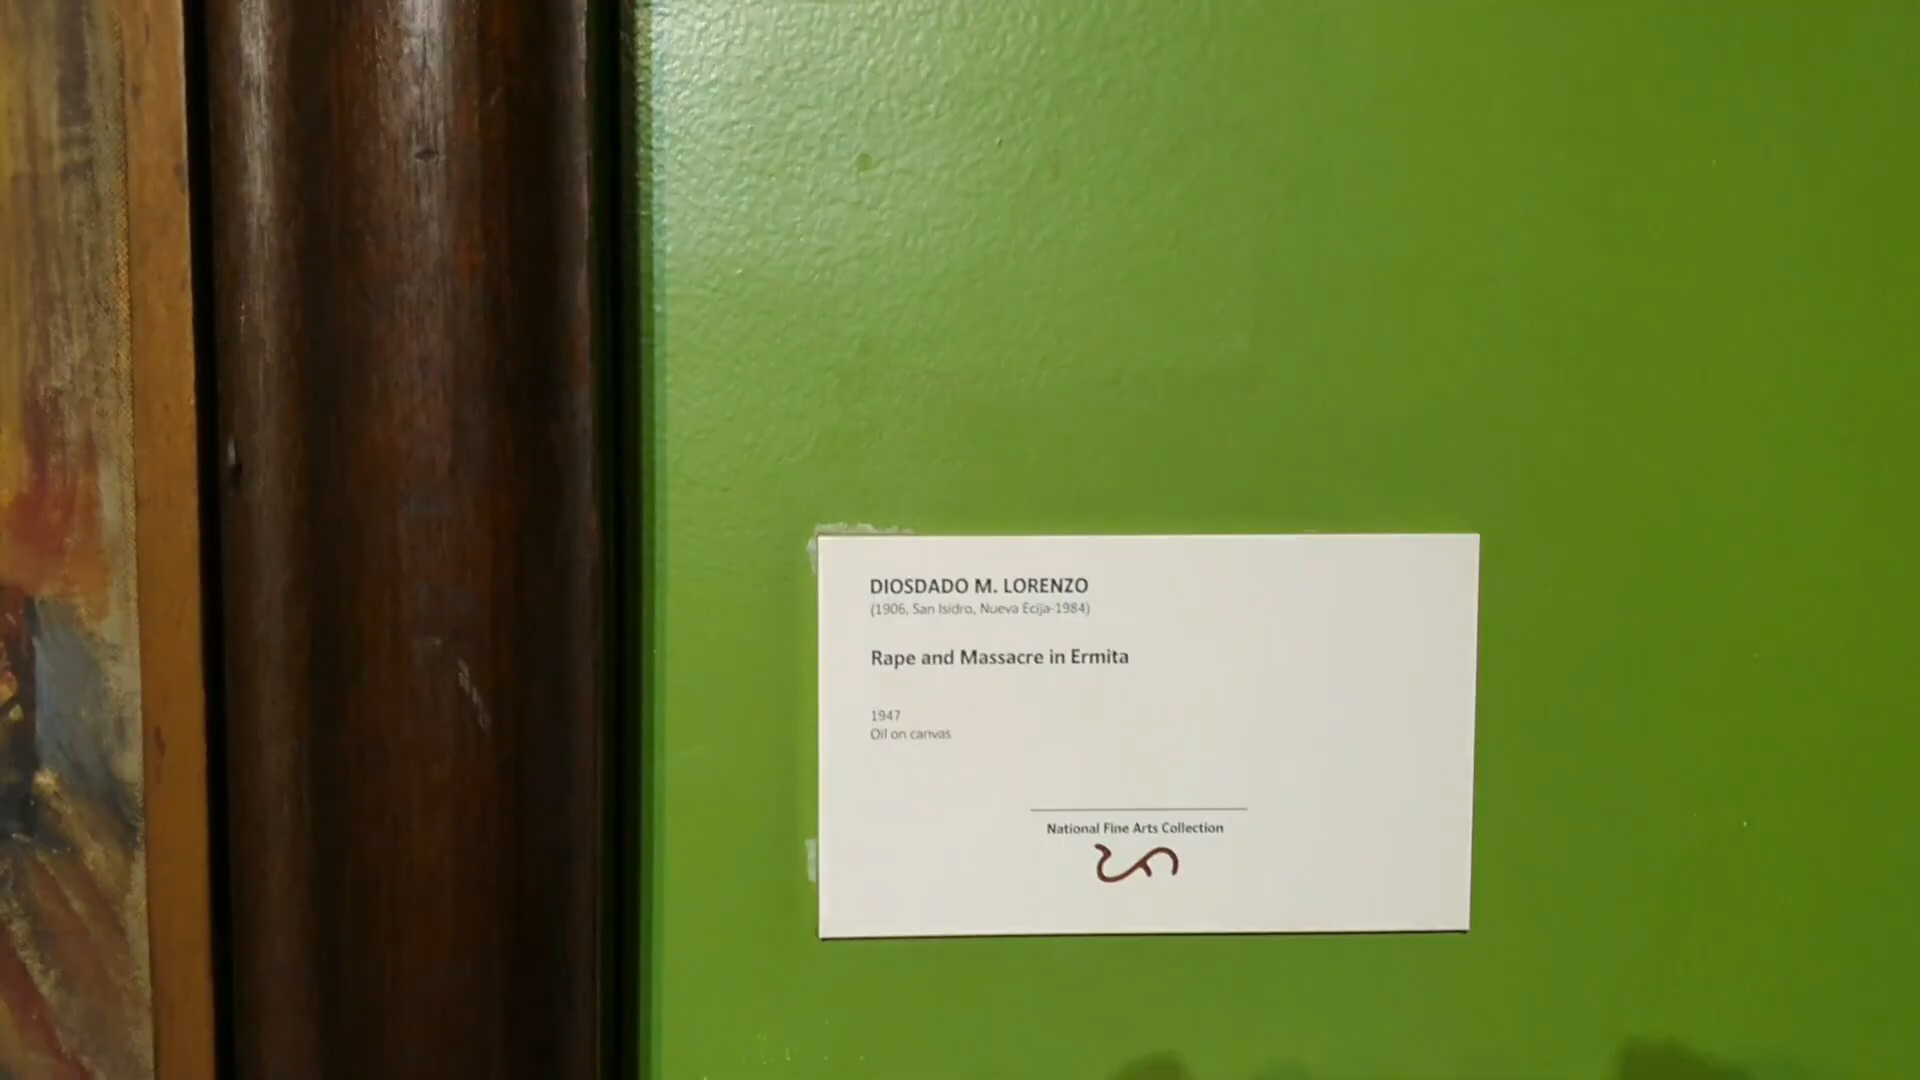 DIOSDADO M. LORENZO
(1906, San Isidro, Nueva Ecija-1984)
Rape and Massacre in Ermita
1947
Oil on canvas
National Fine Arts Collection